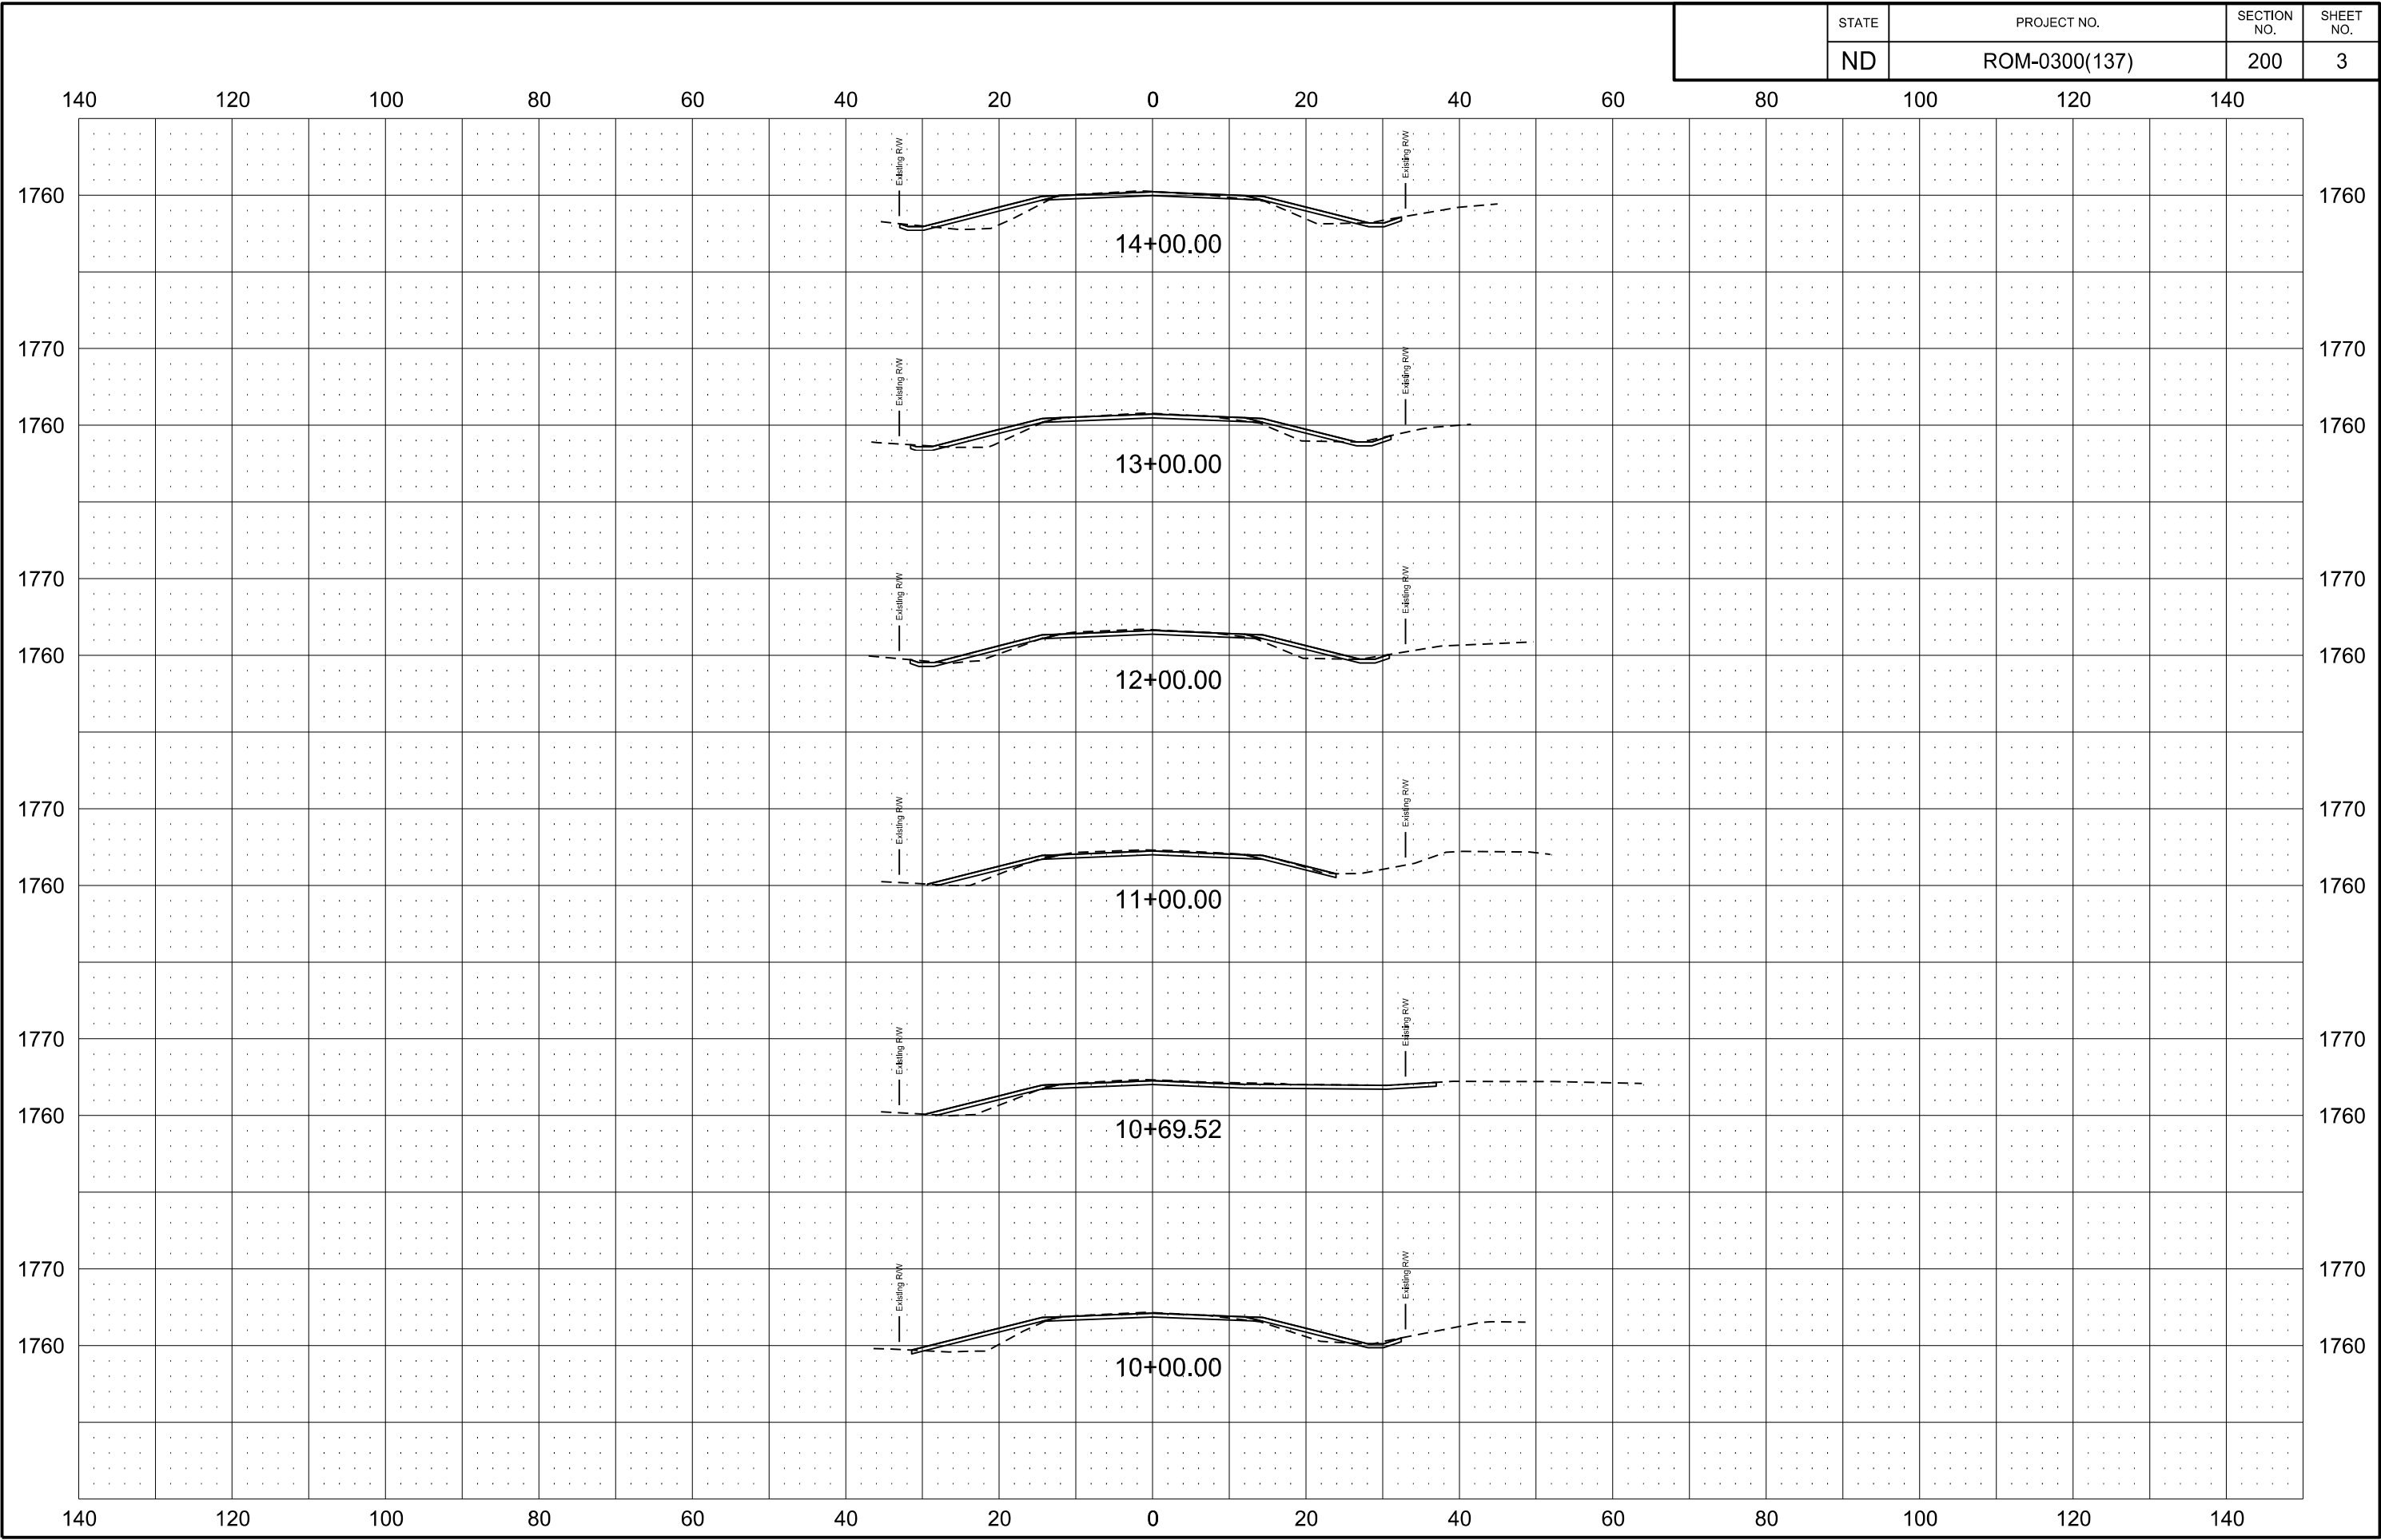 STATE PROJECT NO. SECTION NO. SHEET NO.
ND ROM-0300(137) 200 3
140 120 100 80 60 40 20 0 20 40 60 80 100 120 140
Existing R/W Existing R/W
1760 1760
14+00.00
1770 1770
Existing R/W Existing R/W
1760 1760
13+00.00
1770 1770
Existing R/W Existing R/W
1760 1760
12+00.00
1770 1770
Existing R/W Existing R/W
1760 1760
11+00.00
1770 1770
Existing R/W Existing R/W
1760 1760
10+69.52
1770 1770
Existing R/W Existing R/W
1760 1760
10+00.00
140 120 100 80 60 40 20 0 20 40 60 80 100 120 140